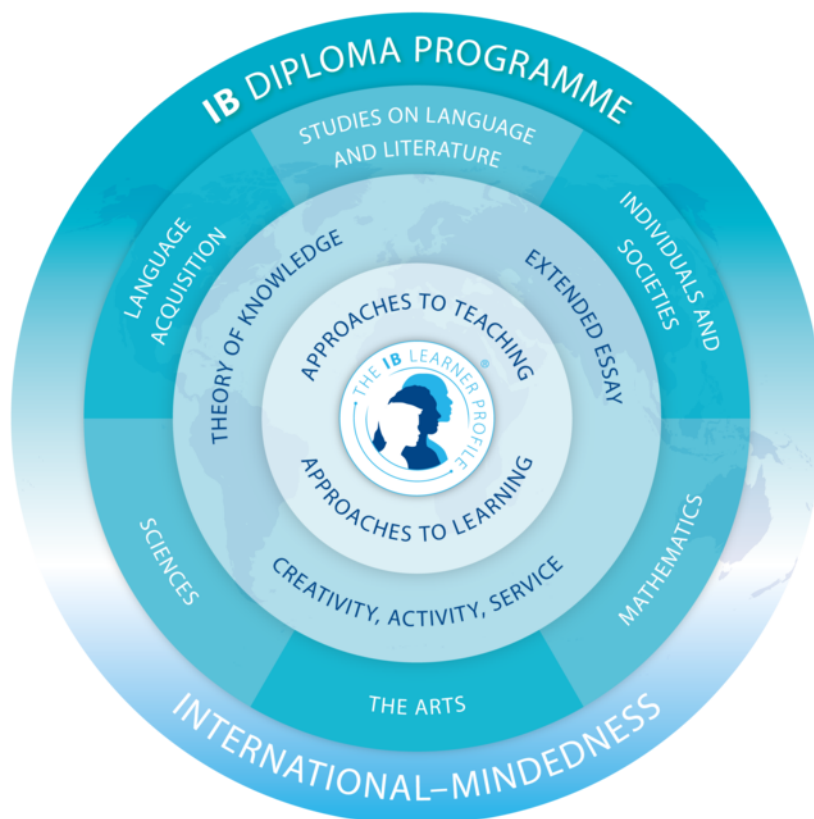 IB DIPLOMA PROGRAMME
STUDIES ON LANGUAGE
AND LITERATURE
LANGUAGE
ACQUISITION
INDIVIDUALS AND
SOCIETIES
THEORY OF KNOWLEDGE
EXTENDED ESSAY
APPROACHES TO TEACHING
THE IB LEARNER PROFILE
®
APPROACHES TO LEARNING
SCIENCES
MATHEMATICS
CREATIVITY, ACTIVITY, SERVICE
THE ARTS
INTERNATIONAL–MINDEDNESS